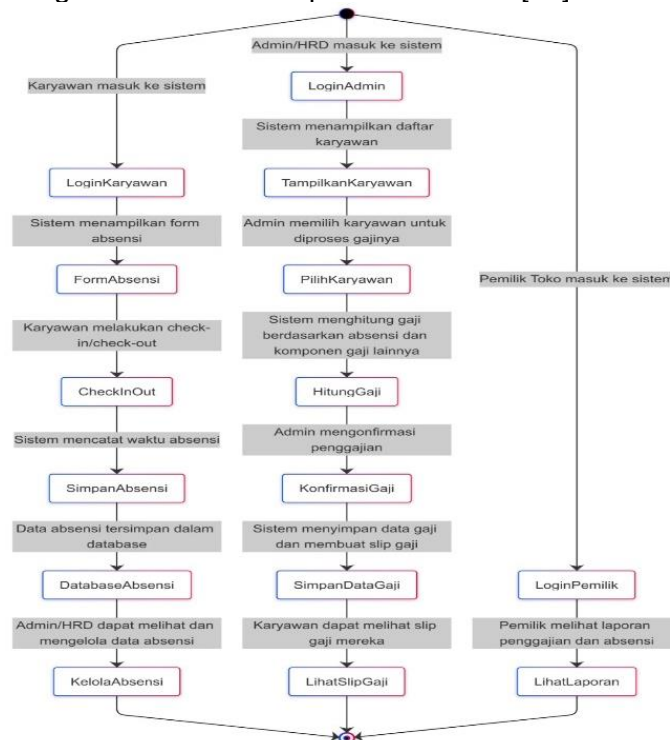 Admin/HRD masuk ke sistem
Karyawan masuk ke sistem
LoginAdmin
Sistem menampilkan daftar
karyawan
LoginKaryawan
TampilkanKaryawan
Sistem menampilkan form
absensi
Admin memilih karyawan untuk
diproses gajinya
FormAbsensi
PilihKaryawan
Pemilik Toko masuk ke sistem
Karyawan melakukan check-
in/check-out
Sistem menghitung gaji
berdasarkan absensi dan
komponen gaji lainnya
CheckInOut
HitungGaji
Sistem mencatat waktu absensi
Admin mengonfirmasi
penggajian
SimpanAbsensi
KonfirmasiGaji
Data absensi tersimpan dalam
database
Sistem menyimpan data gaji
dan membuat slip gaji
DatabaseAbsensi
SimpanDataGaji
LoginPemilik
Admin/HRD dapat melihat dan
mengelola data absensi
Karyawan dapat melihat slip
gaji mereka
Pemilik melihat laporan
penggajian dan absensi
KelolaAbsensi
LihatSlipGaji
LihatLaporan